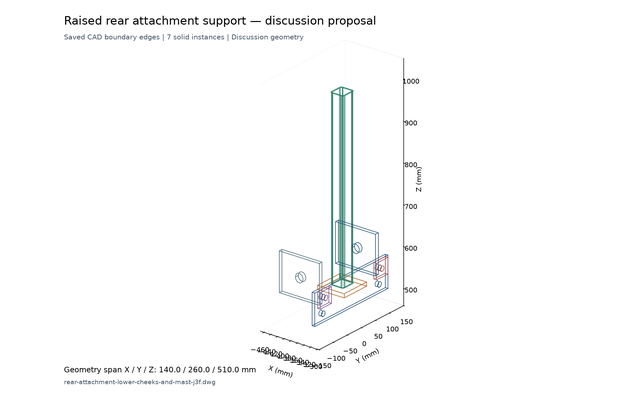 Raised rear attachment support — discussion proposal
Saved CAD boundary edges | 7 solid instances | Discussion geometry
1000
900
800
700
600
500
Z (mm)
150
100
50
0
−50
−100
−150
Y (mm)
X (mm)
Geometry span X / Y / Z: 140.0 / 260.0 / 510.0 mm
rear-attachment-lower-cheeks-and-mast-j3f.dwg